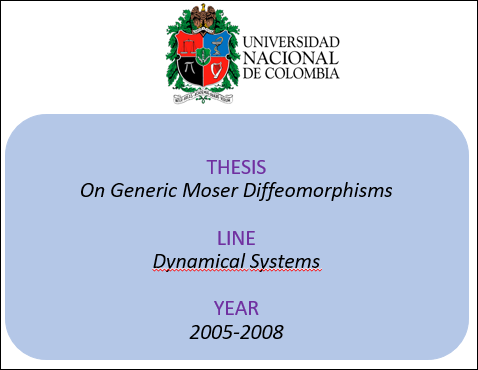 UNIVERSIDAD
NACIONAL
DE COLOMBIA
THESIS
On Generic Moser Diffeomorphisms
LINE
Dynamical Systems
YEAR
2005-2008